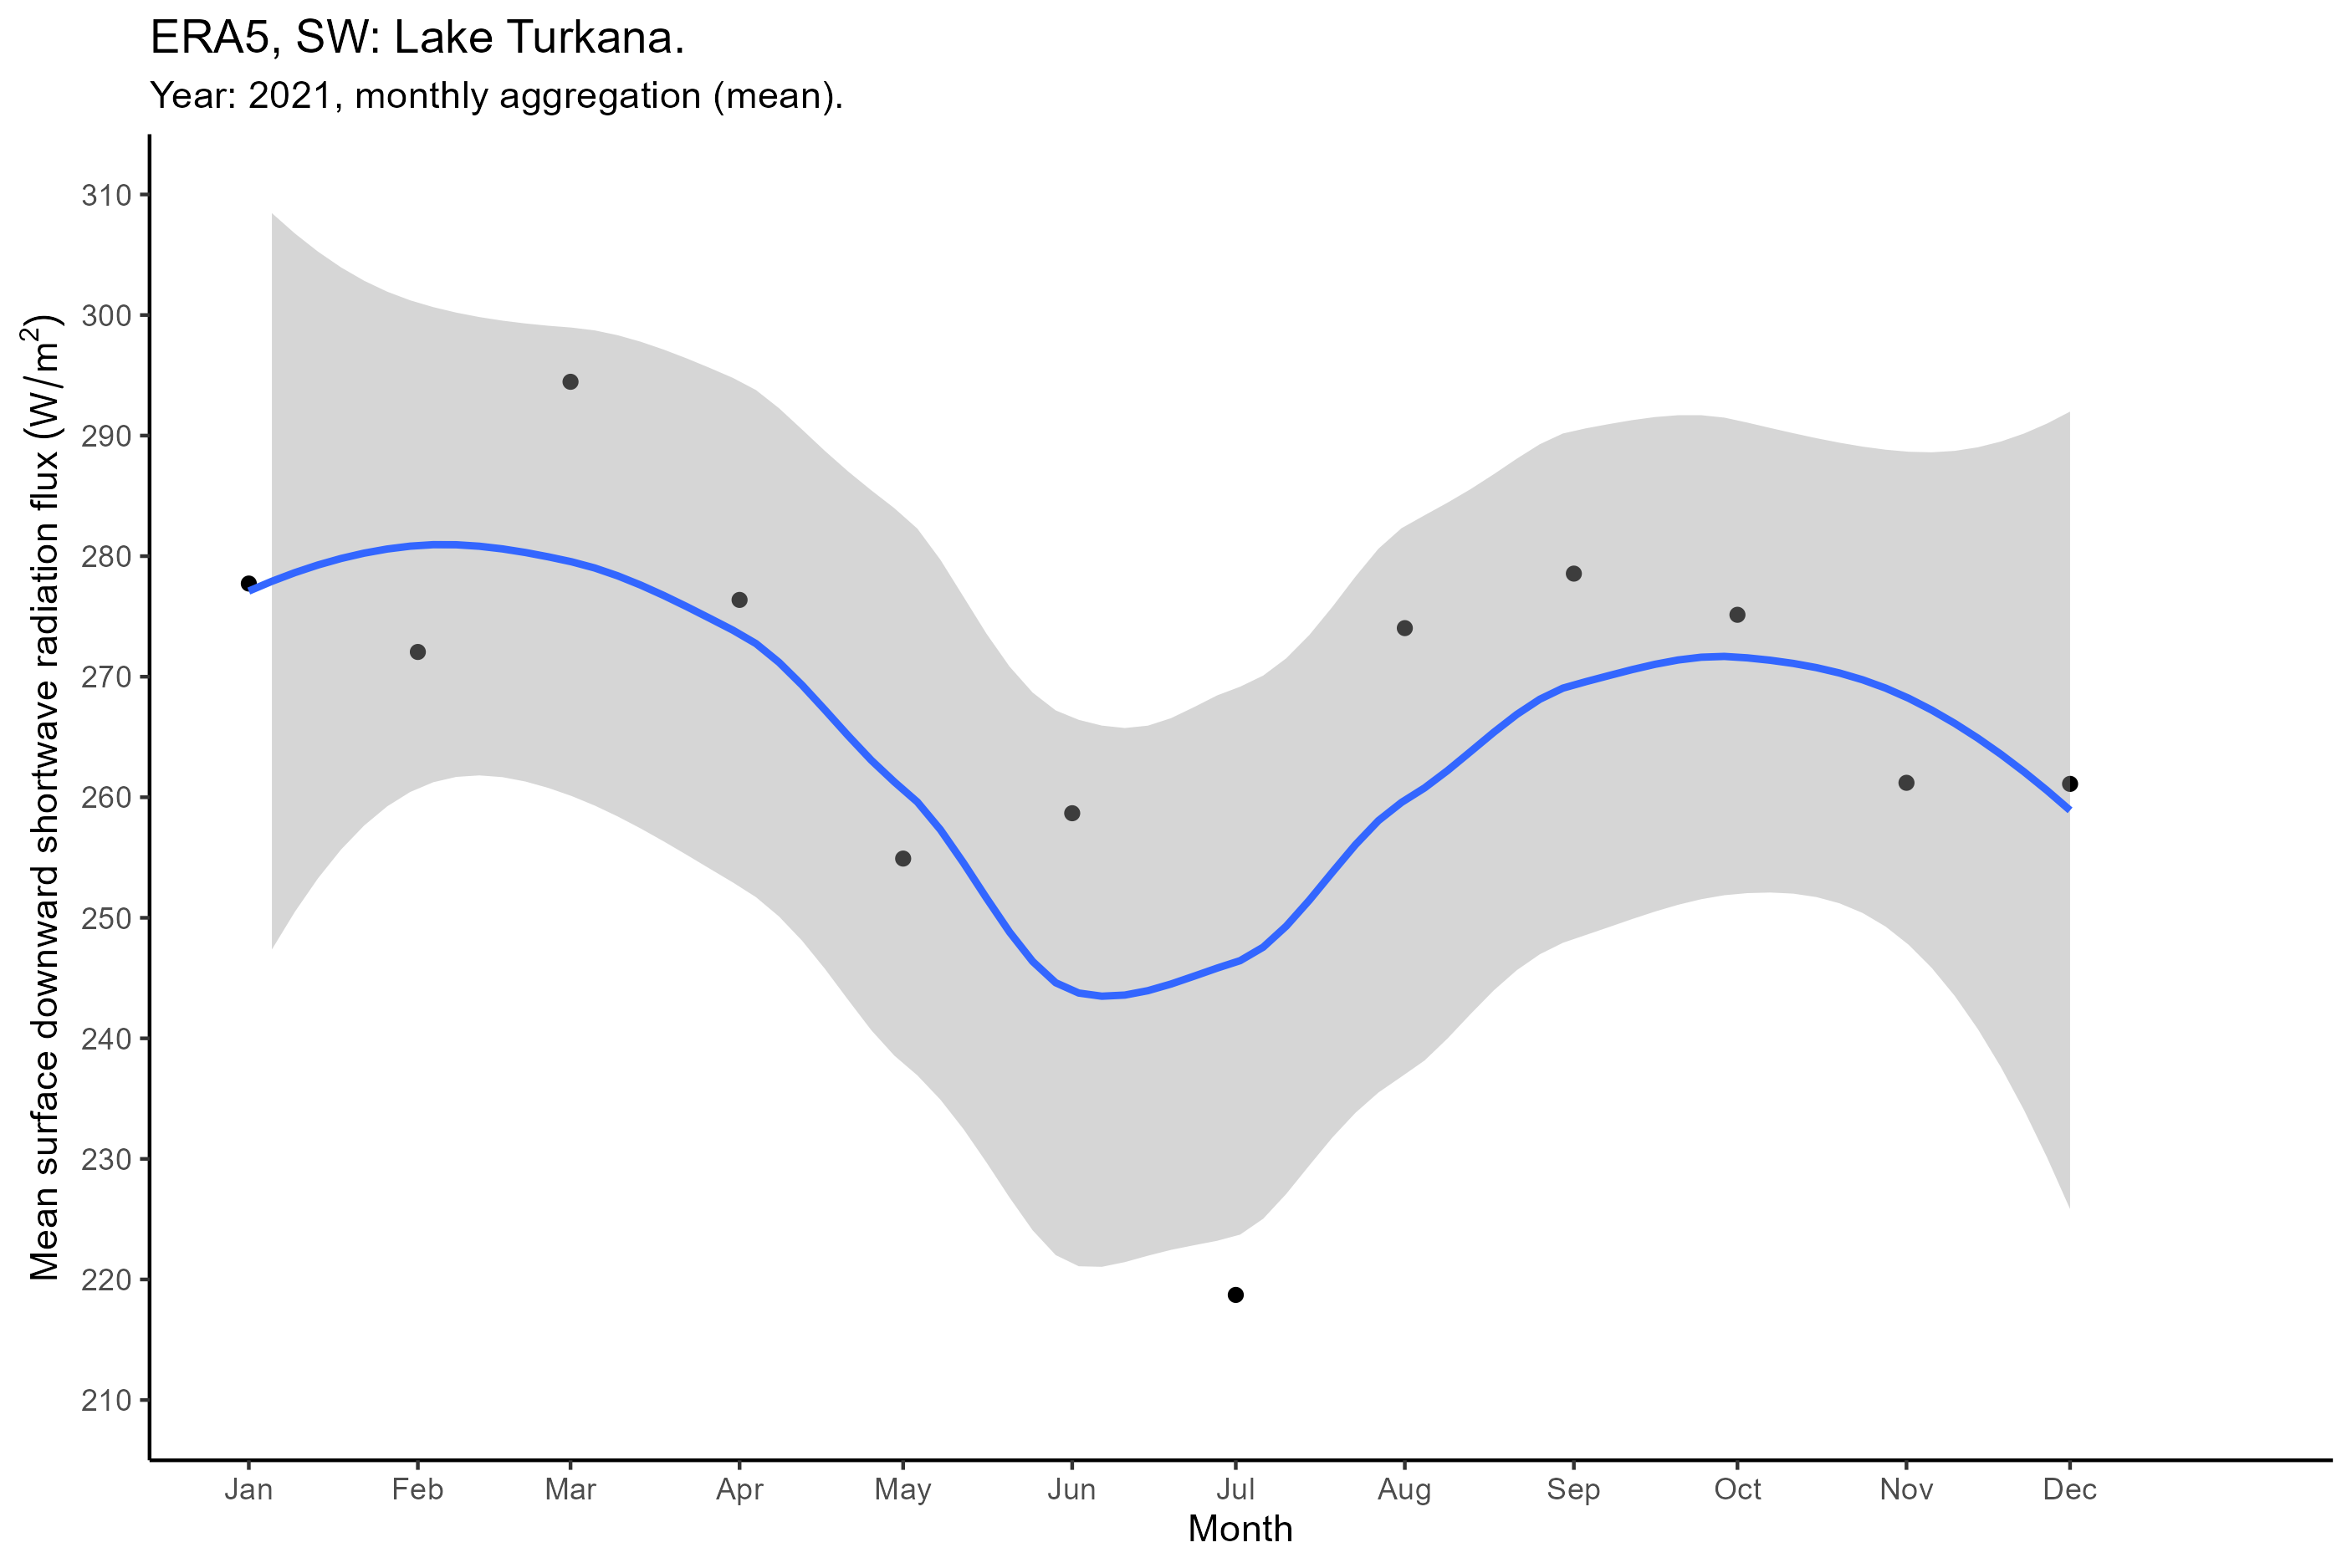 ERA5, SW: Lake Turkana.
Year: 2021, monthly aggregation (mean).
Mean surface downward shortwave radiation flux (W/m²)
310
300
290
280
270
260
250
240
230
220
210
Jan Feb Mar Apr May Jun Jul Aug Sep Oct Nov Dec
Month